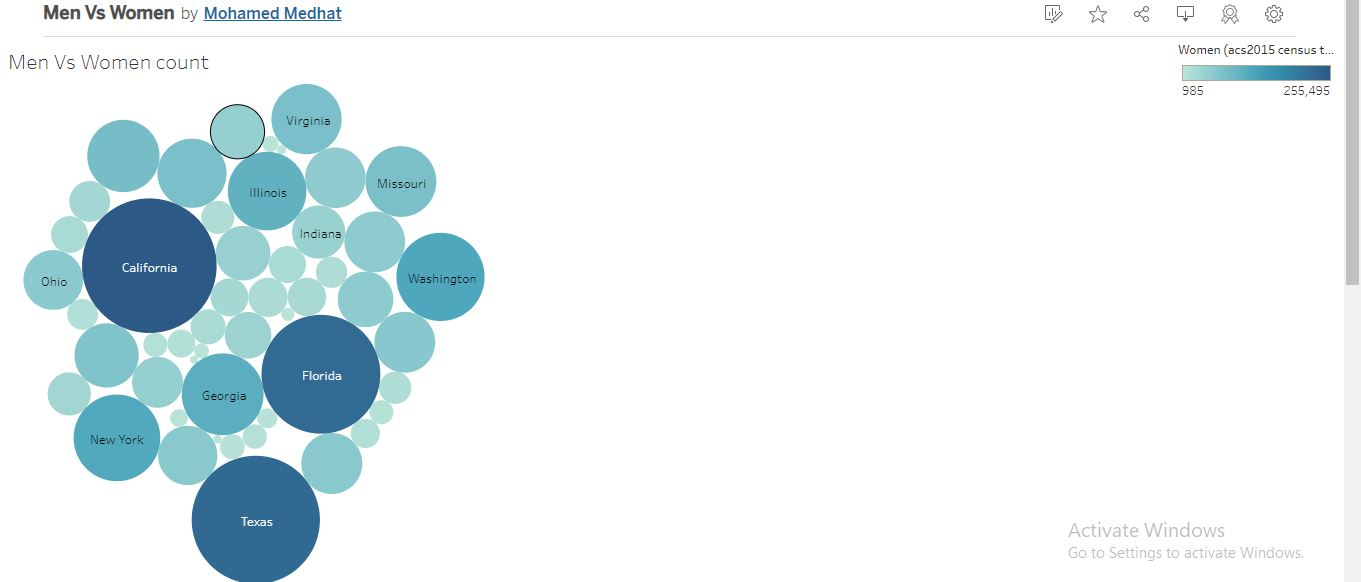 Men Vs Women by Mohamed Medhat
Women (acs2015 census t...
985 255,495
Men Vs Women count
Virginia
Missouri
Illinois
Indiana
California
Washington
Ohio
Florida
Georgia
New York
Texas
Activate Windows
Go to Settings to activate Windows.